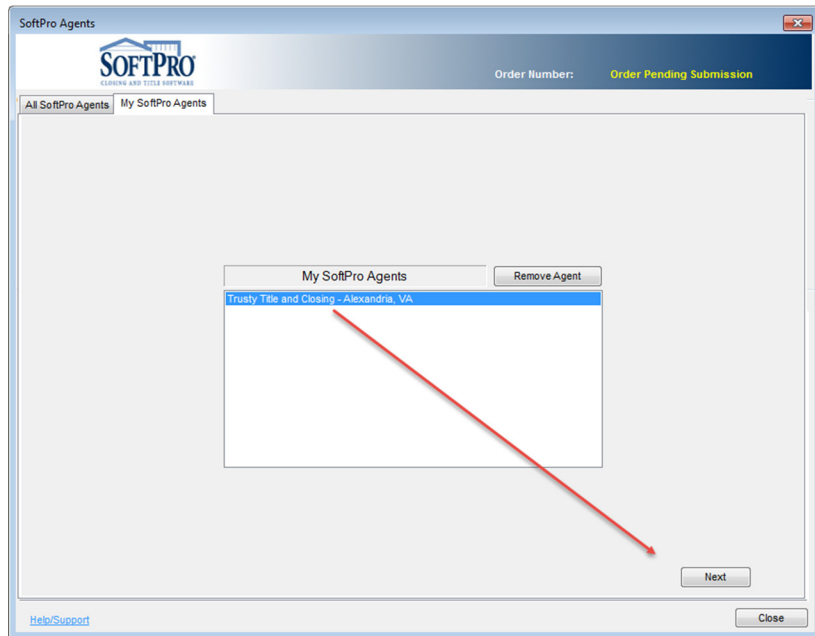 SoftPro Agents
SOFTPRO
CLOSING AND TITLE SOFTWARE
Order Number: Order Pending Submission
All SoftPro Agents My SoftPro Agents
My SoftPro Agents Remove Agent
Trusty Title and Closing - Alexandria, VA
Next
Help/Support Close